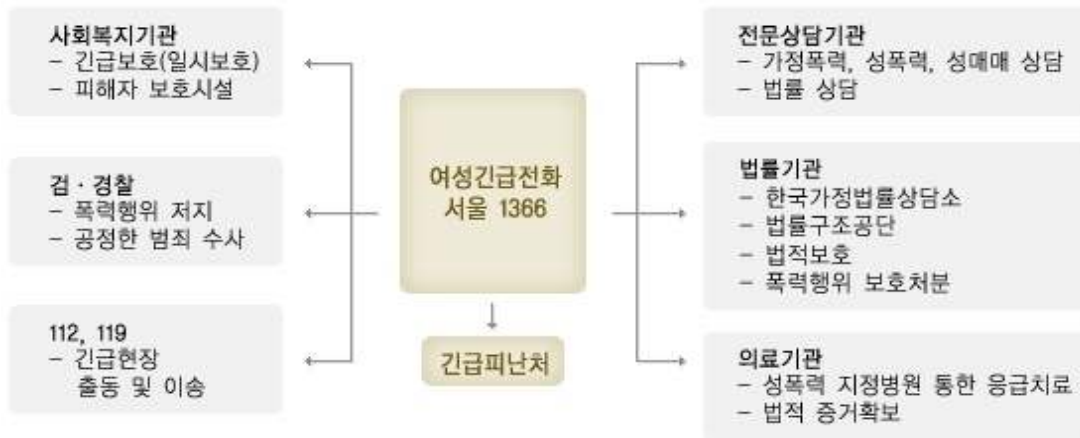 사회복지기관
- 긴급보호(일시보호)
- 피해자 보호시설
검 · 경찰
- 폭력행위 저지
- 공정한 범죄 수사
112, 119
- 긴급현장
출동 및 이송
여성긴급전화
서울 1366
긴급피난처
전문상담기관
- 가정폭력, 성폭력, 성매매 상담
- 법률 상담
법률기관
- 한국가정법률상담소
- 법률구조공단
- 법적보호
- 폭력행위 보호처분
의료기관
- 성폭력 지정병원 통한 응급치료
- 법적 증거확보